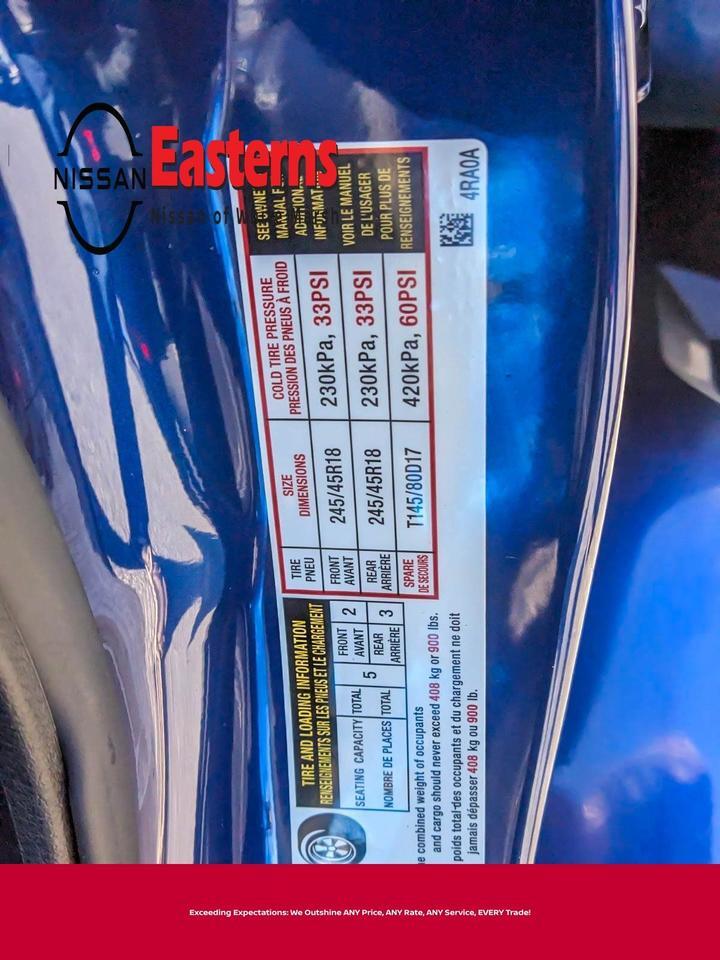 NISSAN
Easterns
Nissan of
TIRE AND LOADING INFORMATION
RENSEIGNEMENTS SUR LES PNEUS ET LE CHARGEMENT
SEATING CAPACITY TOTAL 5 FRONT AVANT 2 REAR ARRIÈRE 3
NOMBRE DE PLACES TOTAL
combined weight of occupants
and cargo should never exceed 408 kg or 900 lbs.
poids total des occupants et du chargement ne doit
jamais dépasser 408 kg ou 900 lb.
TIRE PNEU SIZE DIMENSIONS COLD TIRE PRESSURE PRESSION DES PNEUS À FROID
FRONT AVANT 245/45R18 230kPa, 33PSI
REAR ARRIÈRE 245/45R18 230kPa, 33PSI
SPARE DE SECOURS T145/80D17 420kPa, 60PSI
SEE
MANUAL
VOIR LE MANUEL
DE L'USAGER
POUR PLUS DE
RENSEIGNEMENTS
4RA0A
Exceeding Expectations: We Outshine ANY Price, ANY Rate, ANY Service, EVERY Trade!